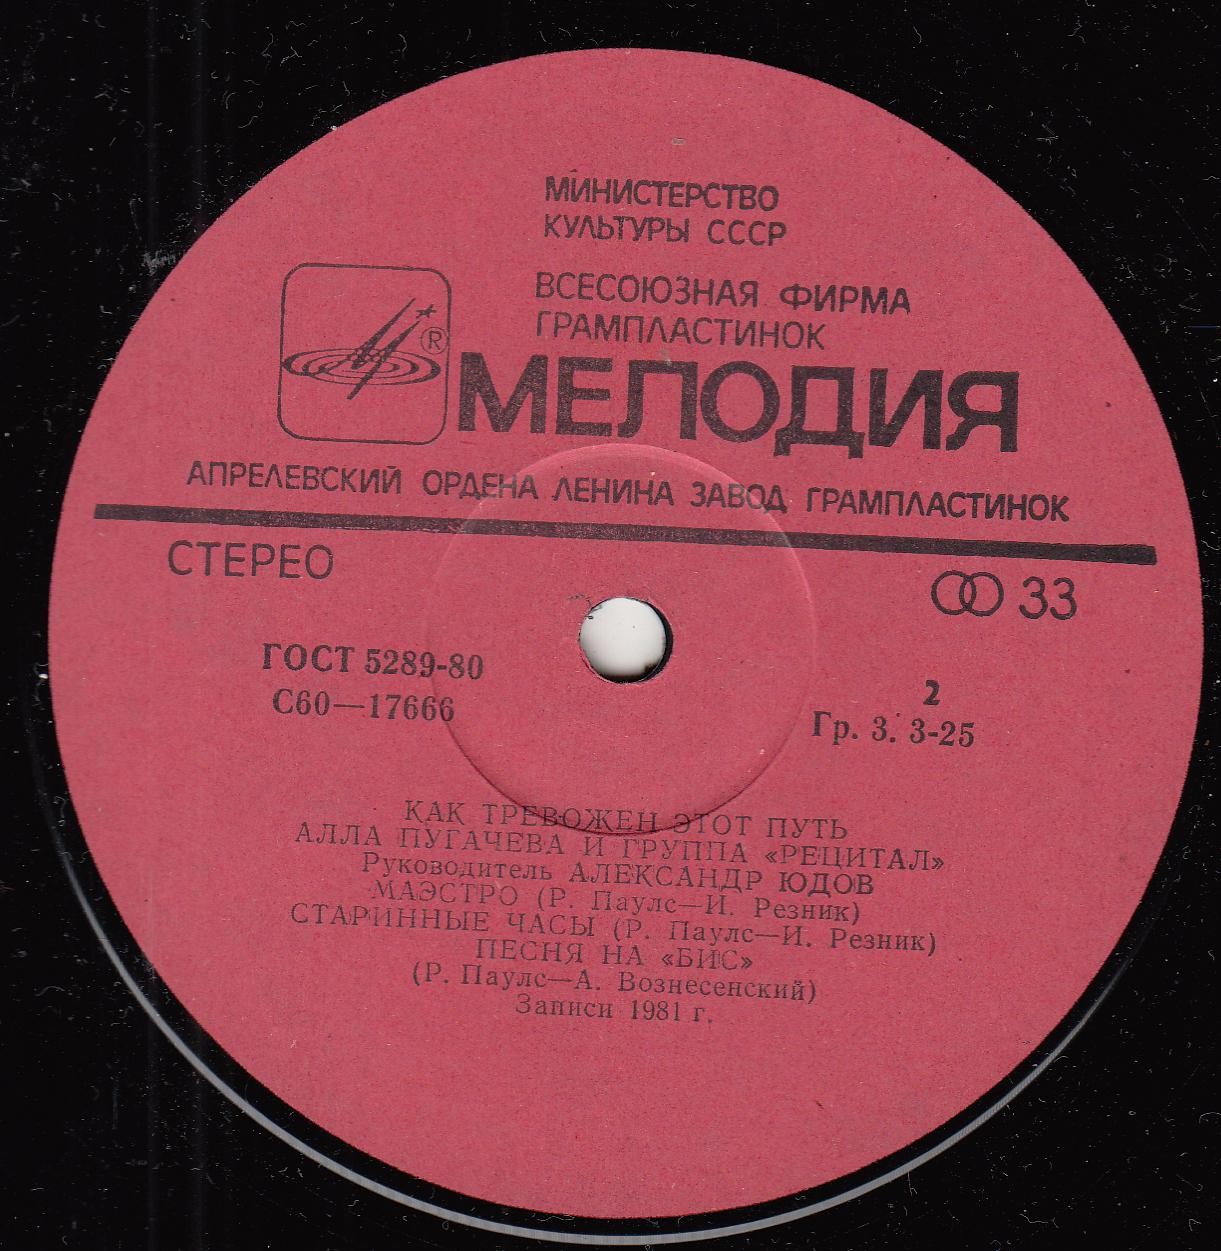 МИНИСТЕРСТВО
КУЛЬТУРЫ СССР
ВСЕСОЮЗНАЯ ФИРМА
ГРАМПЛАСТИНОК
®
МЕЛОДИЯ
АПРЕЛЕВСКИЙ ОРДЕНА ЛЕНИНА ЗАВОД ГРАМПЛАСТИНОК
СТЕРЕО
33
ГОСТ 5289-80
С60—17666
2
Гр. 3. 3-25
КАК ТРЕВОЖЕН ЭТОТ ПУТЬ
АЛЛА ПУГАЧЕВА И ГРУППА «РЕЦИТАЛ»
Руководитель АЛЕКСАНДР ЮДОВ
МАЭСТРО (Р. Паулс—И. Резник)
СТАРИННЫЕ ЧАСЫ (Р. Паулс—И. Резник)
ПЕСНЯ НА «БИС»
(Р. Паулс—А. Вознесенский)
Записи 1981 г.